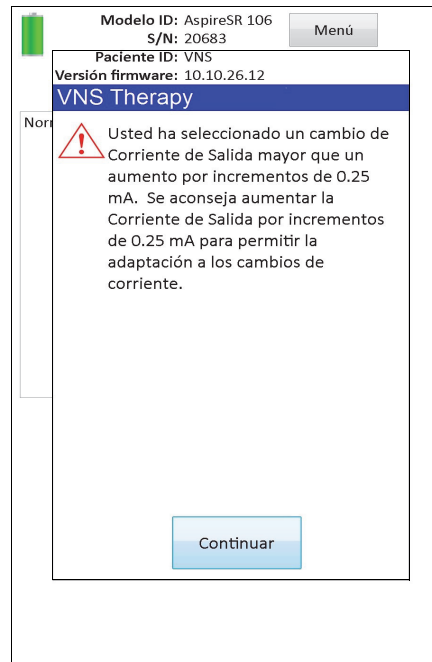 Modelo ID: AspireSR 106
S/N: 20683
Menú
Paciente ID: VNS
Versión firmware: 10.10.26.12
VNS Therapy
Nor
Usted ha seleccionado un cambio de
Corriente de Salida mayor que un
aumento por incrementos de 0.25
mA.  Se aconseja aumentar la
Corriente de Salida por incrementos
de 0.25 mA para permitir la
adaptación a los cambios de
corriente.
Continuar